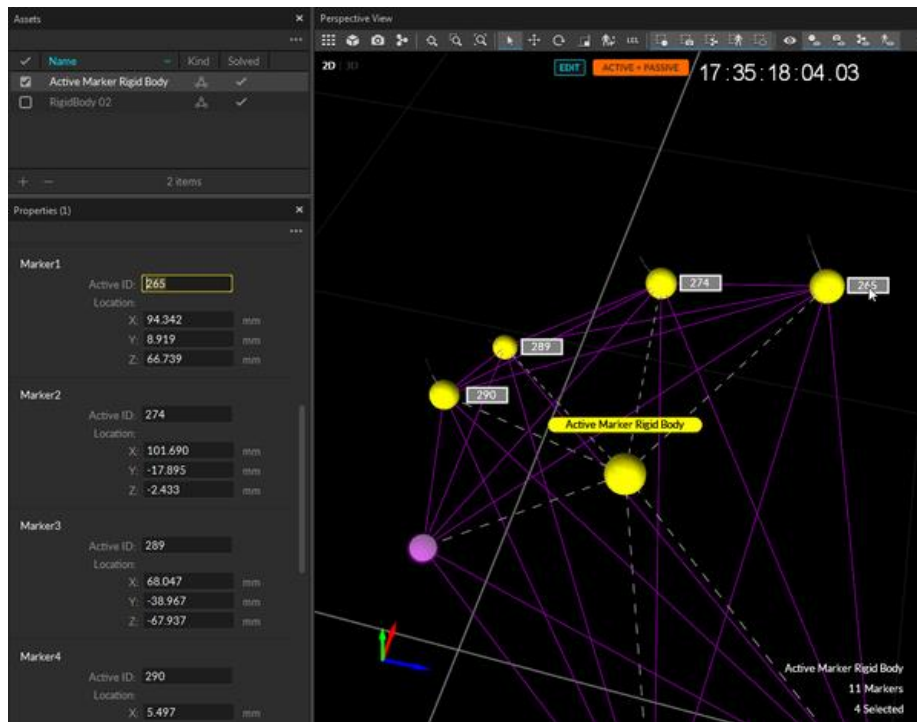 Assets
Name Kind Solved
Active Marker Rigid Body
RigidBody 02
2 items
Properties (1)
Marker1
Active ID: 265
Location:
X: 94.342 mm
Y: 8.919 mm
Z: 66.739 mm
Marker2
Active ID: 274
Location:
X: 101.690 mm
Y: -17.895 mm
Z: -2.433 mm
Marker3
Active ID: 289
Location:
X: 68.047 mm
Y: -38.967 mm
Z: -67.937 mm
Marker4
Active ID: 290
Location:
X: 5.497 mm
Perspective View
LCL
2D 3D
EDIT ACTIVE + PASSIVE 17:35:18:04.03
274 265
289
290
Active Marker Rigid Body
Active Marker Rigid Body
11 Markers
4 Selected